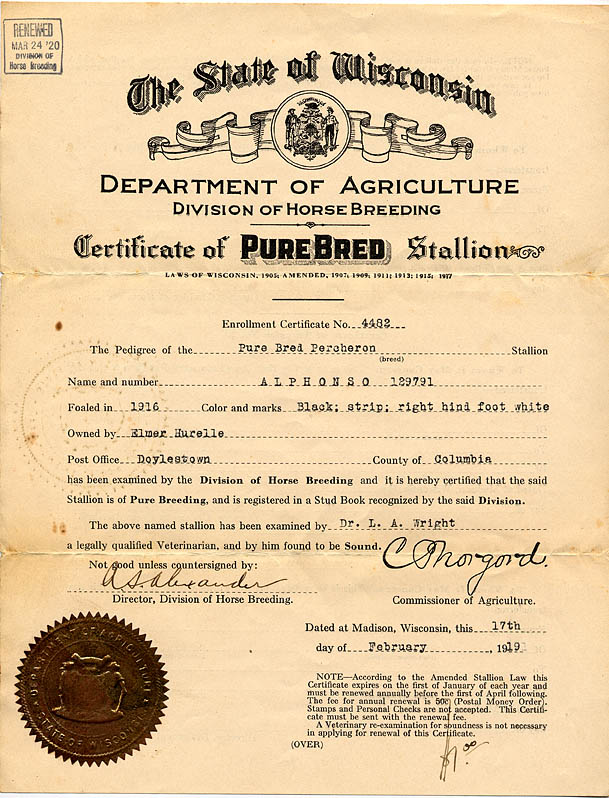 RENEWED
MAR 24 '20
DIVISION OF
Horse Breeding
The State of Wisconsin
DEPARTMENT OF AGRICULTURE
DIVISION OF HORSE BREEDING
Certificate of PURE BRED Stallion
LAWS OF WISCONSIN, 1905; AMENDED, 1907; 1909; 1911; 1913; 1915; 1917
Enrollment Certificate No. 4482
The Pedigree of the Pure Bred Percheron Stallion
(breed)
Name and number ALPHONSO 129791
Foaled in 1916 Color and marks Black; strip; right hind foot white
Owned by Elmer Hurelle
Post Office Doylestown County of Columbia
has been examined by the Division of Horse Breeding and it is hereby certified that the said
Stallion is of Pure Breeding, and is registered in a Stud Book recognized by the said Division.
The above named stallion has been examined by Dr. L. A. Wright
a legally qualified Veterinarian, and by him found to be Sound.
Not good unless countersigned by:
A.S. Alexander
Director, Division of Horse Breeding.
Commissioner of Agriculture.
Dated at Madison, Wisconsin, this 17th
day of February, 1919
NOTE—According to the Amended Stallion Law this
Certificate expires on the first of January of each year and
must be renewed annually before the first of April following.
The fee for annual renewal is 50c (Postal Money Order).
Stamps and Personal Checks are not accepted. This Certifi-
cate must be sent with the renewal fee.
A Veterinary re-examination for soundness is not necessary
in applying for renewal of this Certificate.
(OVER)
DEPARTMENT OF AGRICULTURE
STATE OF WISCONSIN